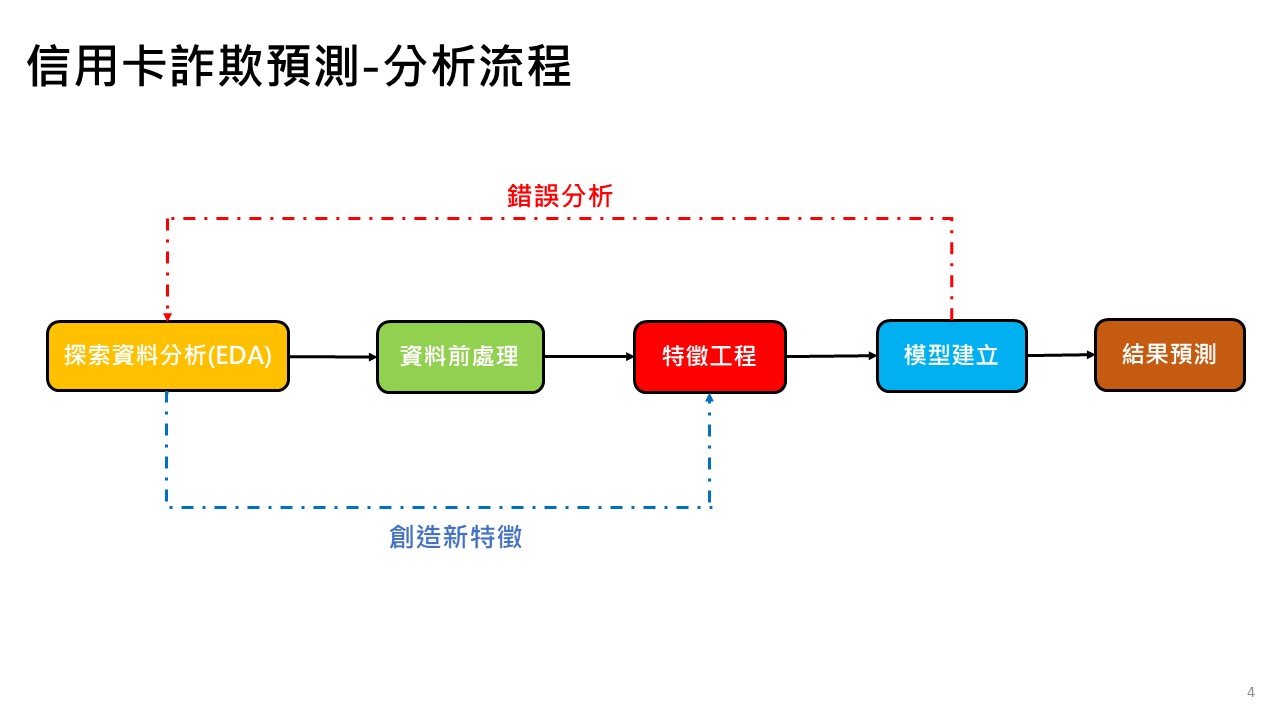 信用卡詐欺預測-分析流程
錯誤分析
探索資料分析(EDA)
資料前處理
特徵工程
模型建立
結果預測
創造新特徵
4